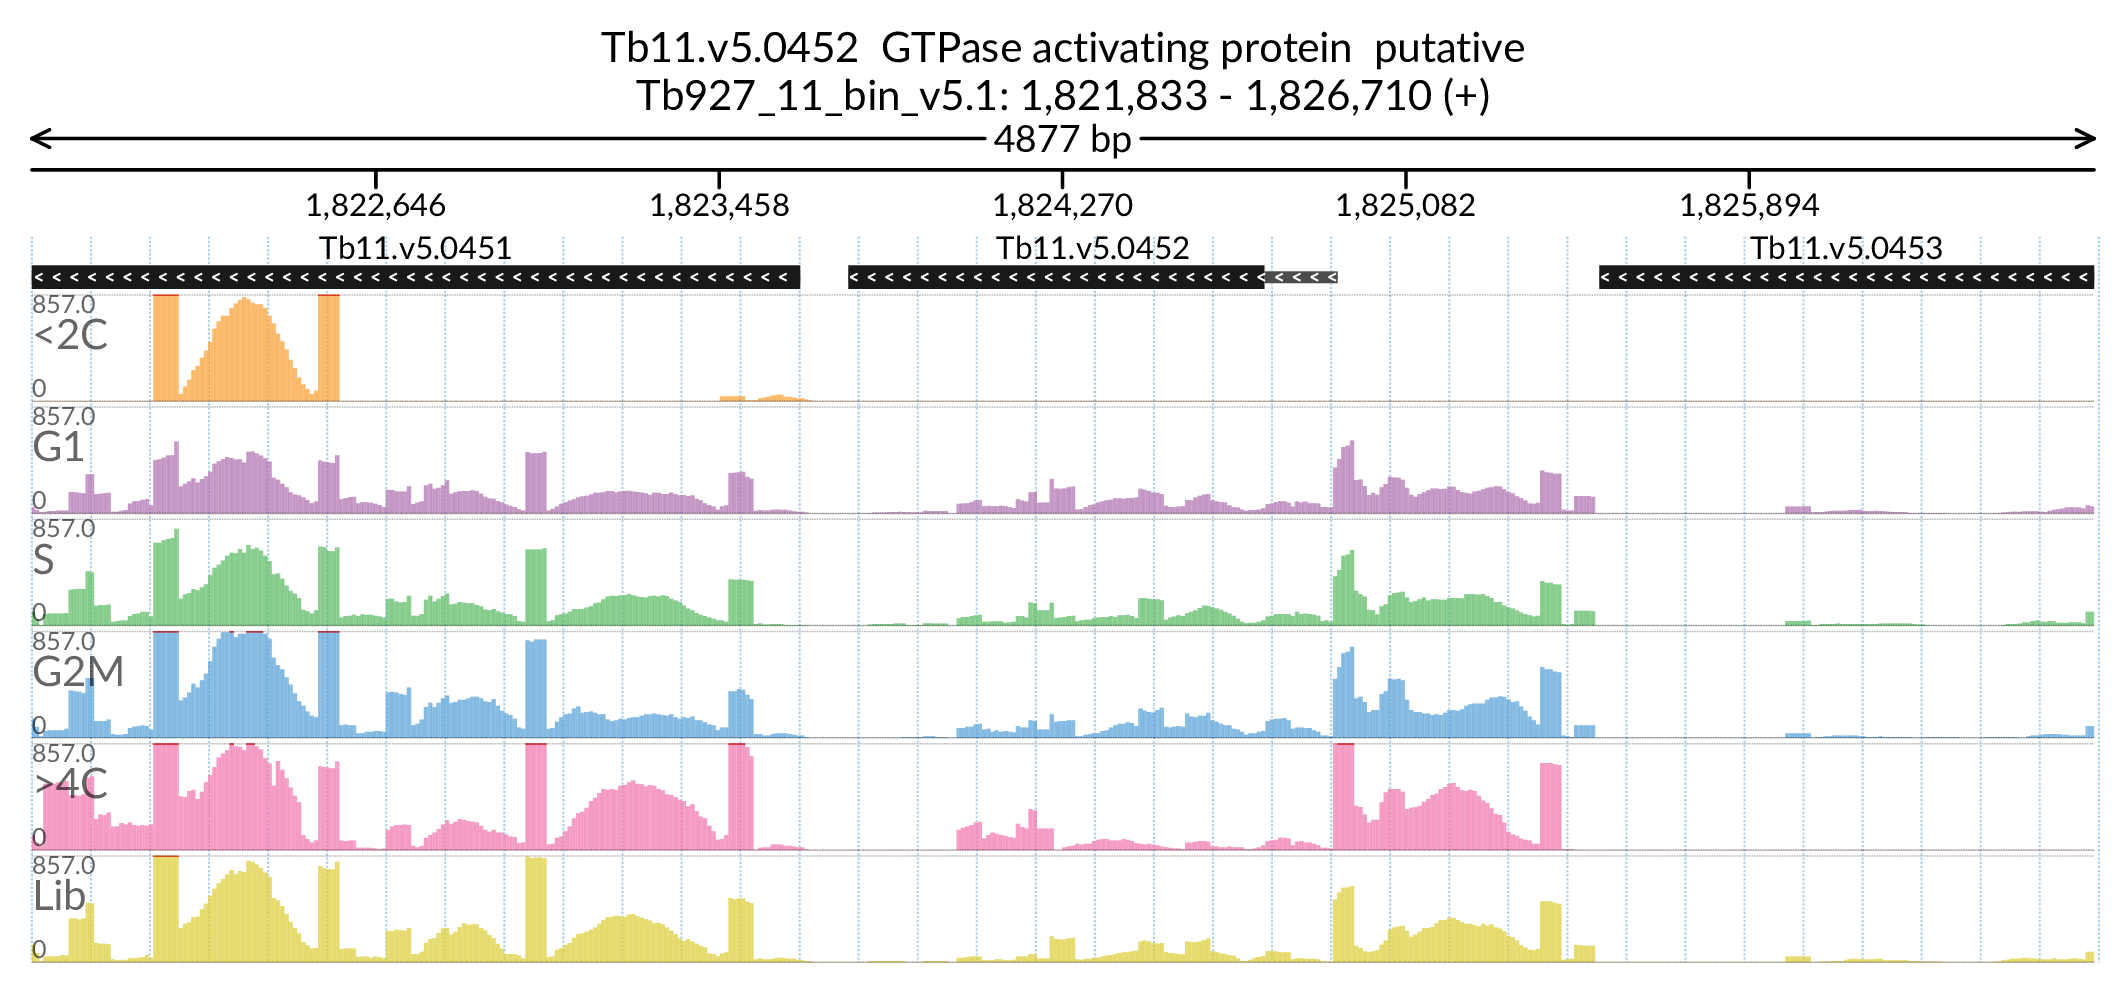 Tb11.v5.0452 GTPase activating protein putative
Tb927_11_bin_v5.1: 1,821,833 - 1,826,710 (+)
4877 bp
1,822,646 1,823,458 1,824,270 1,825,082 1,825,894
Tb11.v5.0451 Tb11.v5.0452 Tb11.v5.0453
857.0
<2C
0
857.0
G1
0
857.0
S
0
857.0
G2M
0
857.0
>4C
0
857.0
Lib
0